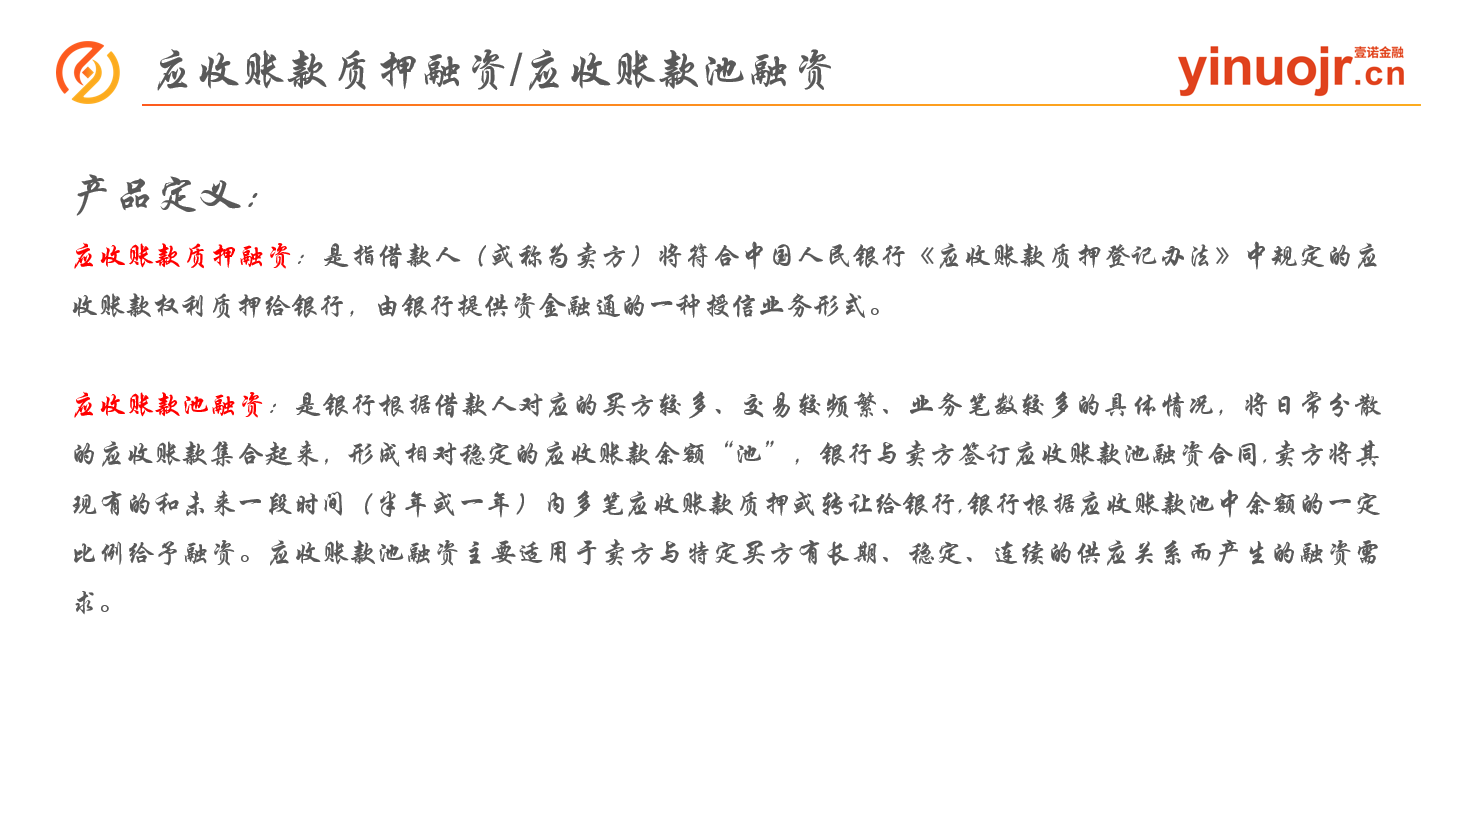 应收账款质押融资/应收账款池融资
壹诺金融
yinuojr.cn
产品定义：
应收账款质押融资：是指借款人（或称为卖方）将符合中国人民银行《应收账款质押登记办法》中规定的应
收账款权利质押给银行，由银行提供资金融通的一种授信业务形式。
应收账款池融资：是银行根据借款人对应的买方较多、交易较频繁、业务笔数较多的具体情况，将日常分散
的应收账款集合起来，形成相对稳定的应收账款余额“池”，银行与卖方签订应收账款池融资合同,卖方将其
现有的和未来一段时间（半年或一年）内多笔应收账款质押或转让给银行,银行根据应收账款池中余额的一定
比例给予融资。应收账款池融资主要适用于卖方与特定买方有长期、稳定、连续的供应关系而产生的融资需
求。